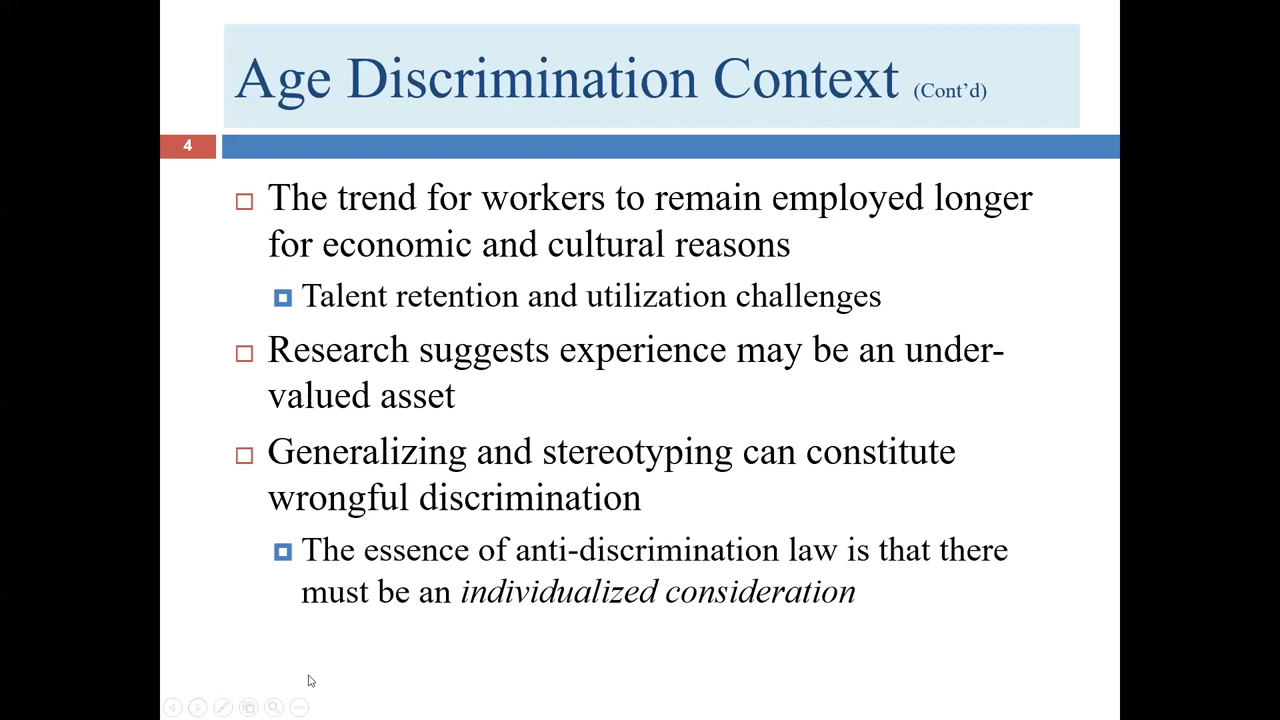 Age Discrimination Context (Cont’d)
4
The trend for workers to remain employed longer
for economic and cultural reasons
Talent retention and utilization challenges
Research suggests experience may be an under-
valued asset
Generalizing and stereotyping can constitute
wrongful discrimination
The essence of anti-discrimination law is that there
must be an individualized consideration